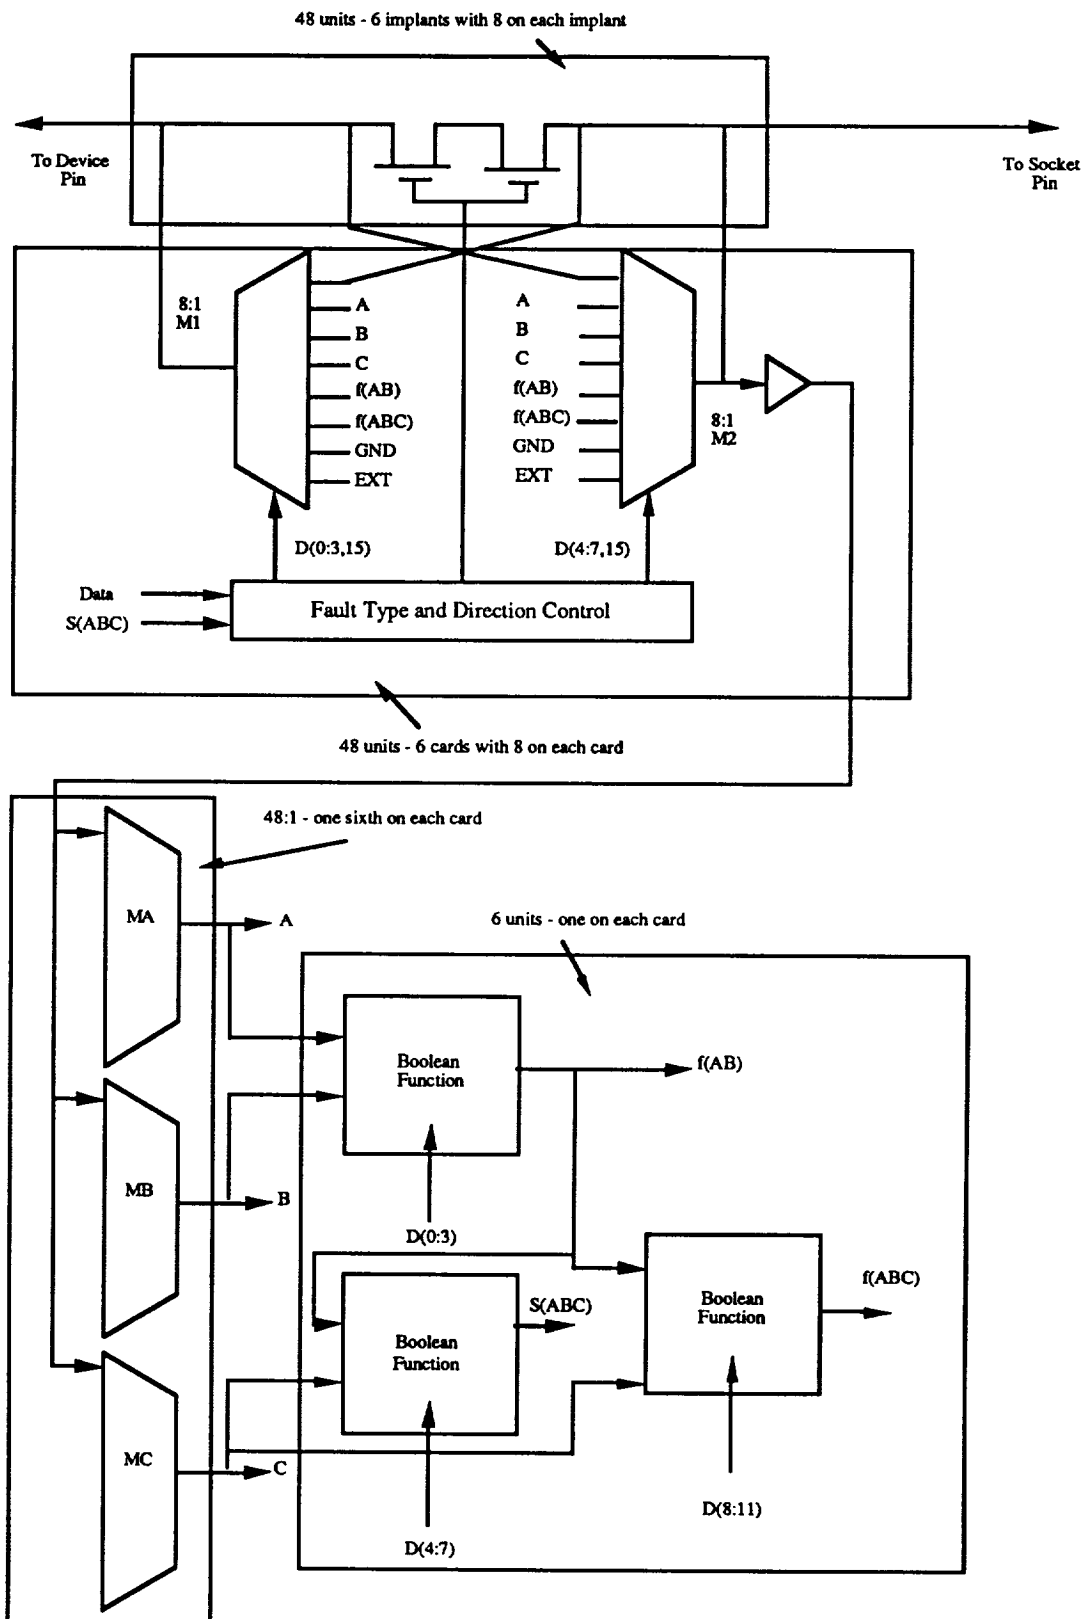 48 units - 6 implants with 8 on each implant
To Device
Pin
To Socket
Pin
8:1
M1
A
B
C
f(AB)
f(ABC)
GND
EXT
A
B
C
f(AB)
f(ABC)
GND
EXT
8:1
M2
D(0:3,15)
D(4:7,15)
Data
S(ABC)
Fault Type and Direction Control
48 units - 6 cards with 8 on each card
48:1 - one sixth on each card
MA
A
6 units - one on each card
Boolean
Function
f(AB)
MB
B
D(0:3)
S(ABC)
Boolean
Function
Boolean
Function
f(ABC)
MC
C
D(8:11)
D(4:7)